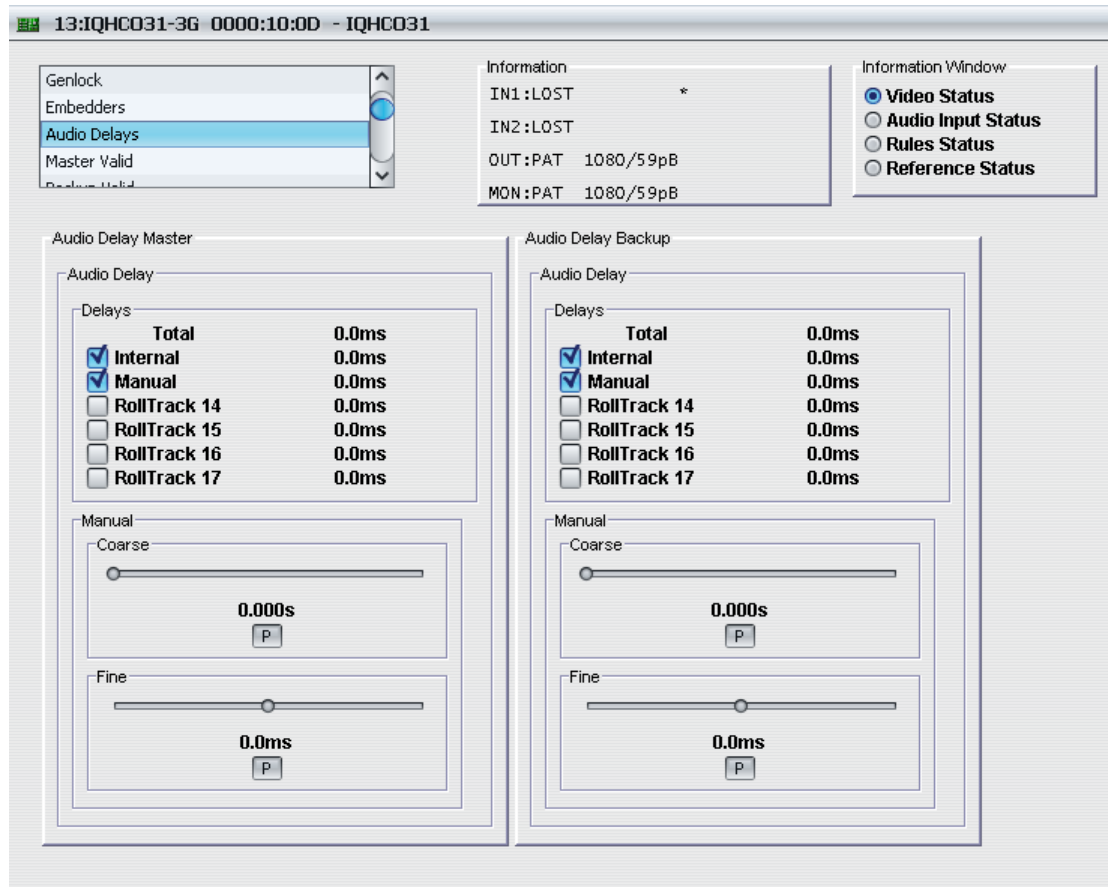 13:IQHCO31-3G 0000:10:0D - IQHCO31
Genlock
Embedders
Audio Delays
Master Valid
Backup Valid
Information
IN1:LOST *
IN2:LOST
OUT:PAT 1080/59pB
MON:PAT 1080/59pB
Information Window
Video Status
Audio Input Status
Rules Status
Reference Status
Audio Delay Master
Audio Delay
Delays
Total 0.0ms
Internal 0.0ms
Manual 0.0ms
RollTrack 14 0.0ms
RollTrack 15 0.0ms
RollTrack 16 0.0ms
RollTrack 17 0.0ms
Manual
Coarse
0.000s
P
Fine
0.0ms
P
Audio Delay Backup
Audio Delay
Delays
Total 0.0ms
Internal 0.0ms
Manual 0.0ms
RollTrack 14 0.0ms
RollTrack 15 0.0ms
RollTrack 16 0.0ms
RollTrack 17 0.0ms
Manual
Coarse
0.000s
P
Fine
0.0ms
P